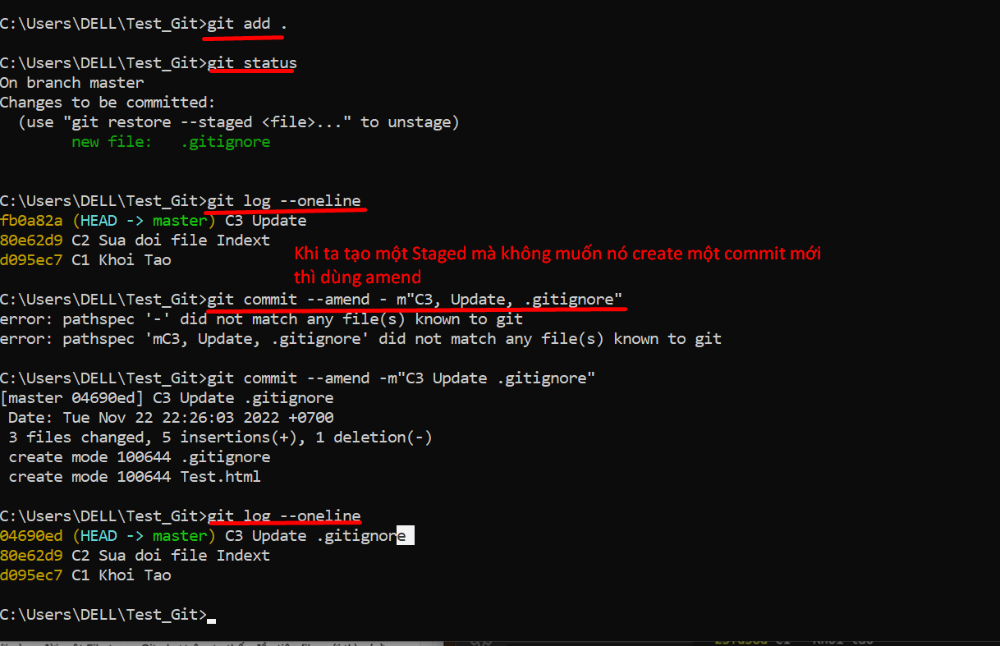 C:\Users\DELL\Test_Git>git add .
C:\Users\DELL\Test_Git>git status
On branch master
Changes to be committed:
  (use "git restore --staged <file>..." to unstage)
        new file:   .gitignore
C:\Users\DELL\Test_Git>git log --oneline
fb0a82a (HEAD -> master) C3 Update
80e62d9 C2 Sua doi file Indext
d095ec7 C1 Khoi Tao
Khi ta tạo một Staged mà không muốn nó create một commit mới
thì dùng amend
C:\Users\DELL\Test_Git>git commit --amend - m"C3, Update, .gitignore"
error: pathspec '-' did not match any file(s) known to git
error: pathspec 'mC3, Update, .gitignore' did not match any file(s) known to git
C:\Users\DELL\Test_Git>git commit --amend -m"C3 Update .gitignore"
[master 04690ed] C3 Update .gitignore
 Date: Tue Nov 22 22:26:03 2022 +0700
 3 files changed, 5 insertions(+), 1 deletion(-)
 create mode 100644 .gitignore
 create mode 100644 Test.html
C:\Users\DELL\Test_Git>git log --oneline
04690ed (HEAD -> master) C3 Update .gitignore
80e62d9 C2 Sua doi file Indext
d095ec7 C1 Khoi Tao
C:\Users\DELL\Test_Git>